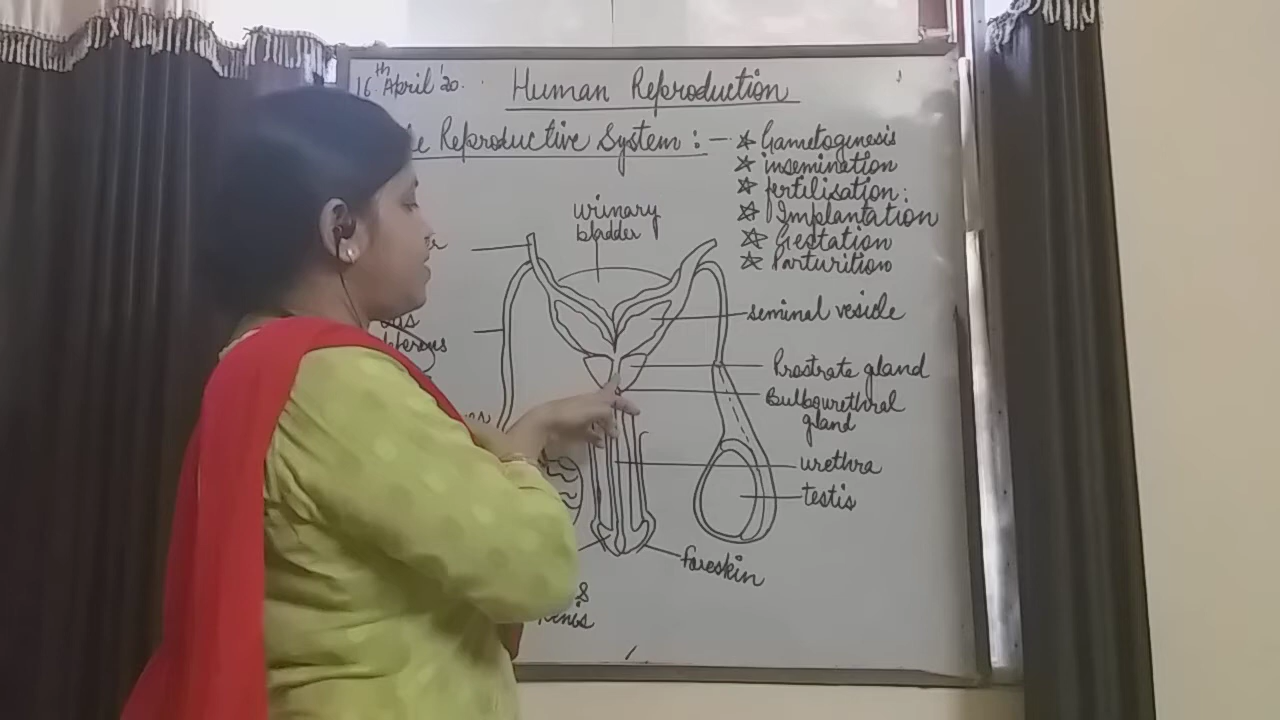 16th April '20. Human Reproduction
Reproductive System : —
☆ Gametogenesis
☆ insemination
☆ fertilisation:
☆ Implantation
☆ Gestation
☆ Parturition
urinary
bladder
seminal vesicle
Prostrate gland
Bulbourethral
gland
urethra
testis
foreskin
Penis